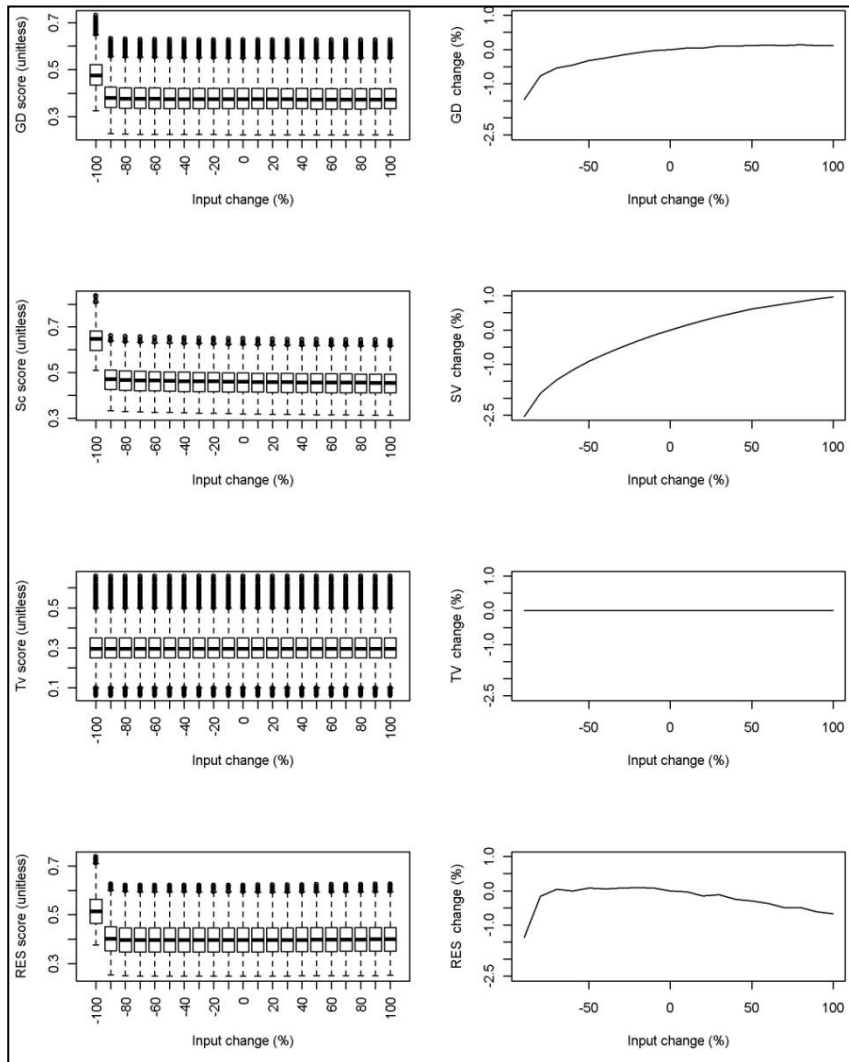 GD score (unitless)
0.3 0.5 0.7
-100 -80 -60 -40 -20 0 20 40 60 80 100
Input change (%)
GD change (%)
-2.5 -1.0 0.0 1.0
-50 0 50 100
Input change (%)
Sc score (unitless)
0.3 0.5 0.7
-100 -80 -60 -40 -20 0 20 40 60 80 100
Input change (%)
SV change (%)
-2.5 -1.0 0.0 1.0
-50 0 50 100
Input change (%)
Tv score (unitless)
0.1 0.3 0.5
-100 -80 -60 -40 -20 0 20 40 60 80 100
Input change (%)
TV change (%)
-2.5 -1.0 0.0 1.0
-50 0 50 100
Input change (%)
RES score (unitless)
0.3 0.5 0.7
-100 -80 -60 -40 -20 0 20 40 60 80 100
Input change (%)
RES change (%)
-2.5 -1.0 0.0 1.0
-50 0 50 100
Input change (%)